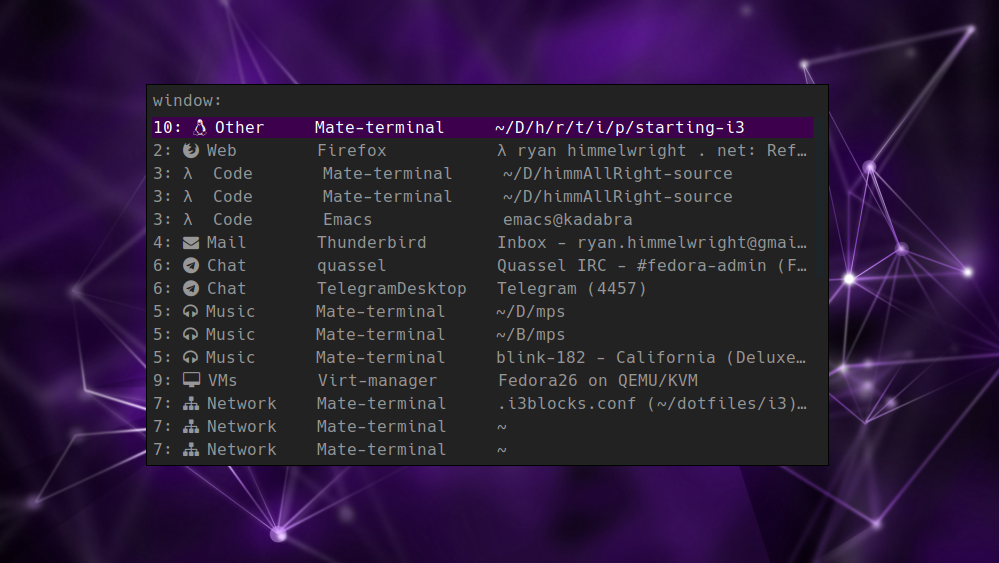 window:
10: Other Mate-terminal ~/D/h/r/t/i/p/starting-i3
2: Web Firefox λ ryan himmelwright . net: Ref…
3: λ Code Mate-terminal ~/D/himmAllRight-source
3: λ Code Mate-terminal ~/D/himmAllRight-source
3: λ Code Emacs emacs@kadabra
4: Mail Thunderbird Inbox - ryan.himmelwright@gmai…
6: Chat quassel Quassel IRC - #fedora-admin (F…
6: Chat TelegramDesktop Telegram (4457)
5: Music Mate-terminal ~/D/mps
5: Music Mate-terminal ~/B/mps
5: Music Mate-terminal blink-182 - California (Deluxe…
9: VMs Virt-manager Fedora26 on QEMU/KVM
7: Network Mate-terminal .i3blocks.conf (~/dotfiles/i3)…
7: Network Mate-terminal ~
7: Network Mate-terminal ~